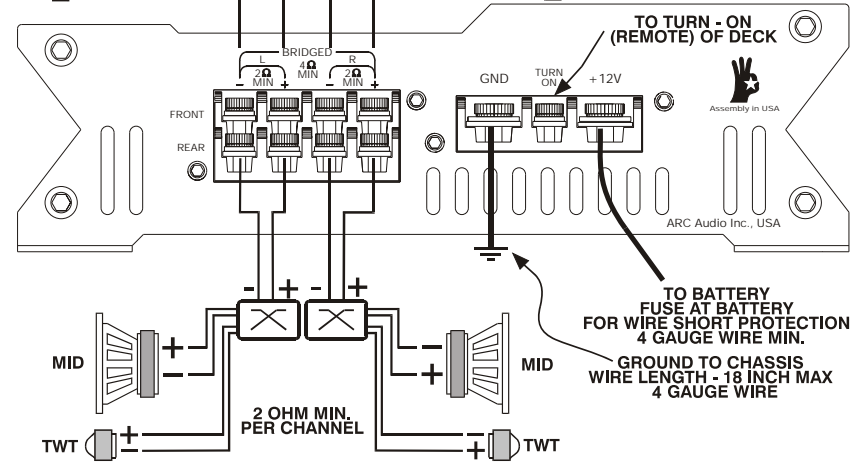 TO TURN - ON
(REMOTE) OF DECK
BRIDGED
L 4Ω R
2Ω MIN 2Ω
MIN MIN
- + - +
GND TURN ON +12V
Assembly in USA
FRONT
REAR
ARC Audio Inc., USA
- + - +
TO BATTERY
FUSE AT BATTERY
FOR WIRE SHORT PROTECTION
4 GAUGE WIRE MIN.
MID + -
- + MID
GROUND TO CHASSIS
WIRE LENGTH - 18 INCH MAX
4 GAUGE WIRE
2 OHM MIN.
PER CHANNEL
TWT + -
- + TWT